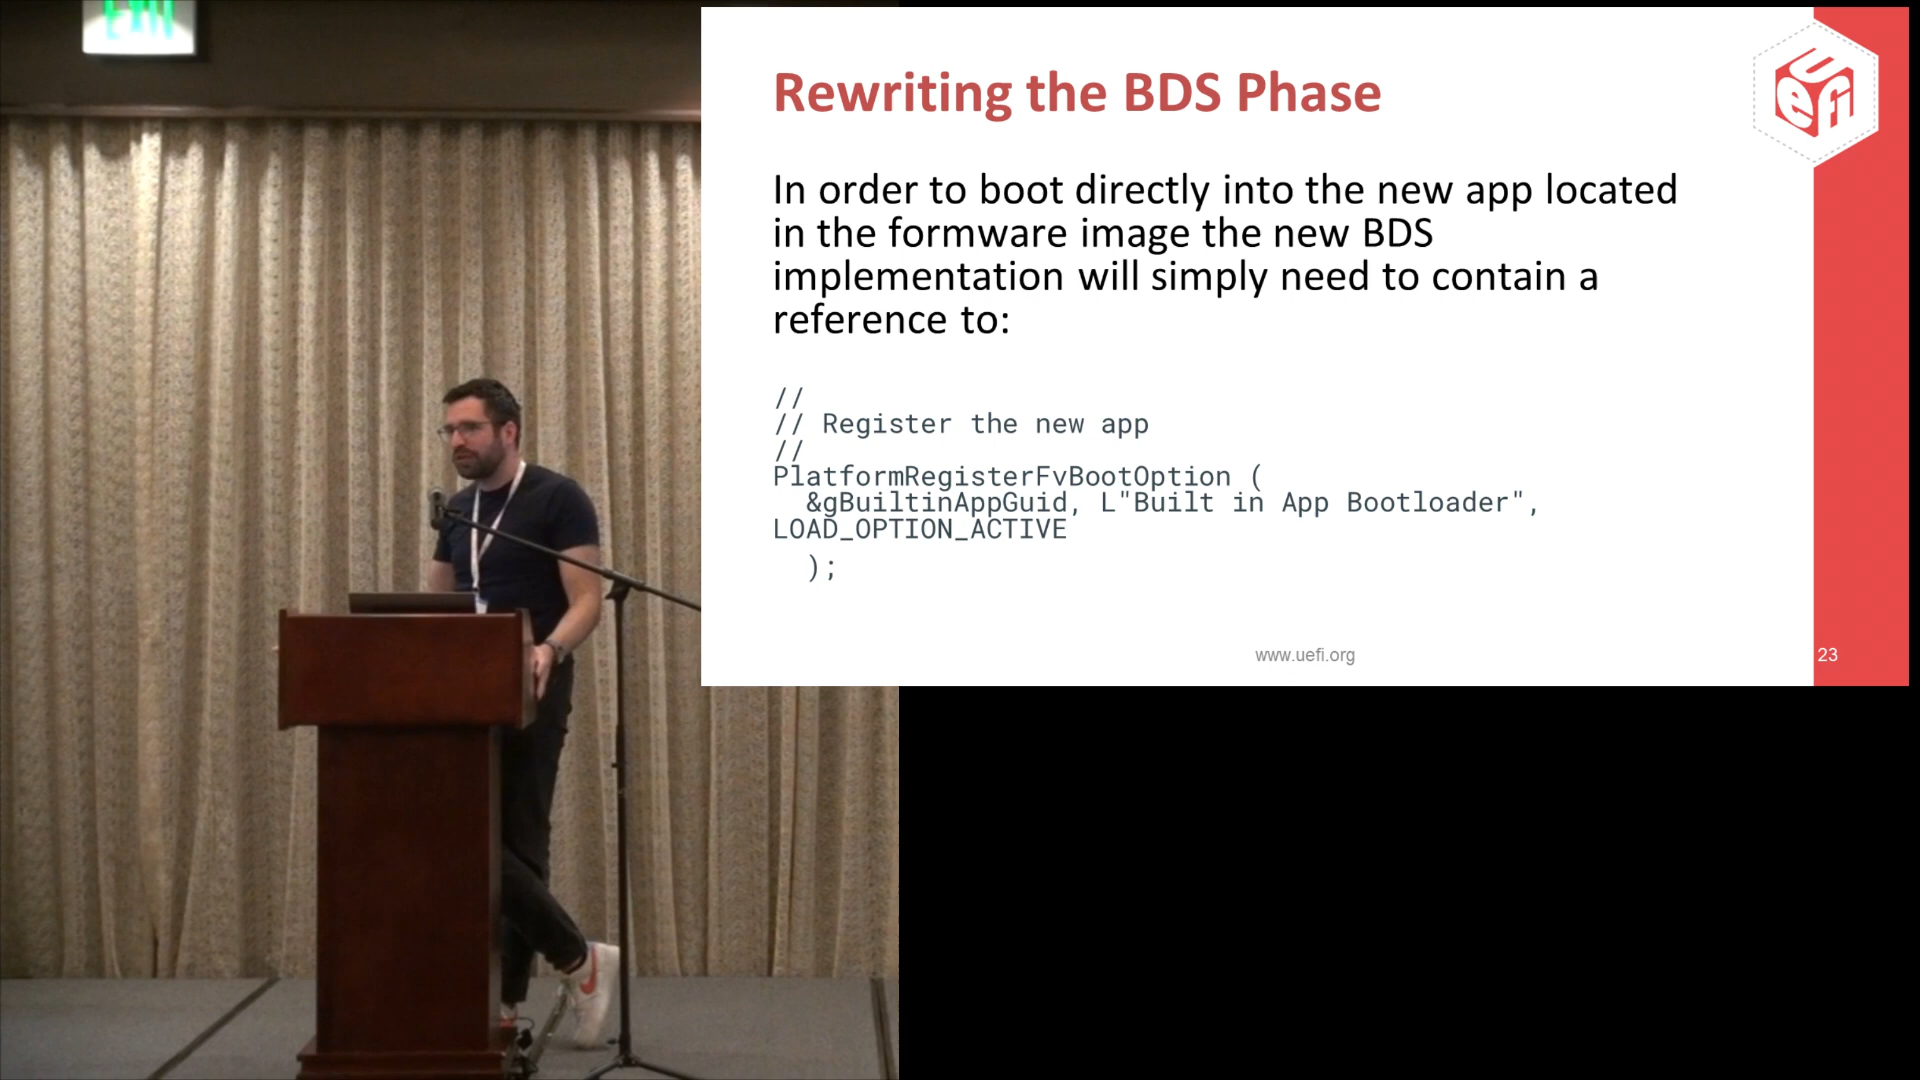 Rewriting the BDS Phase
In order to boot directly into the new app located
in the formware image the new BDS
implementation will simply need to contain a
reference to:
//
// Register the new app
//
PlatformRegisterFvBootOption (
&gBuiltinAppGuid, L"Built in App Bootloader",
LOAD_OPTION_ACTIVE
);
www.uefi.org
23
uefi